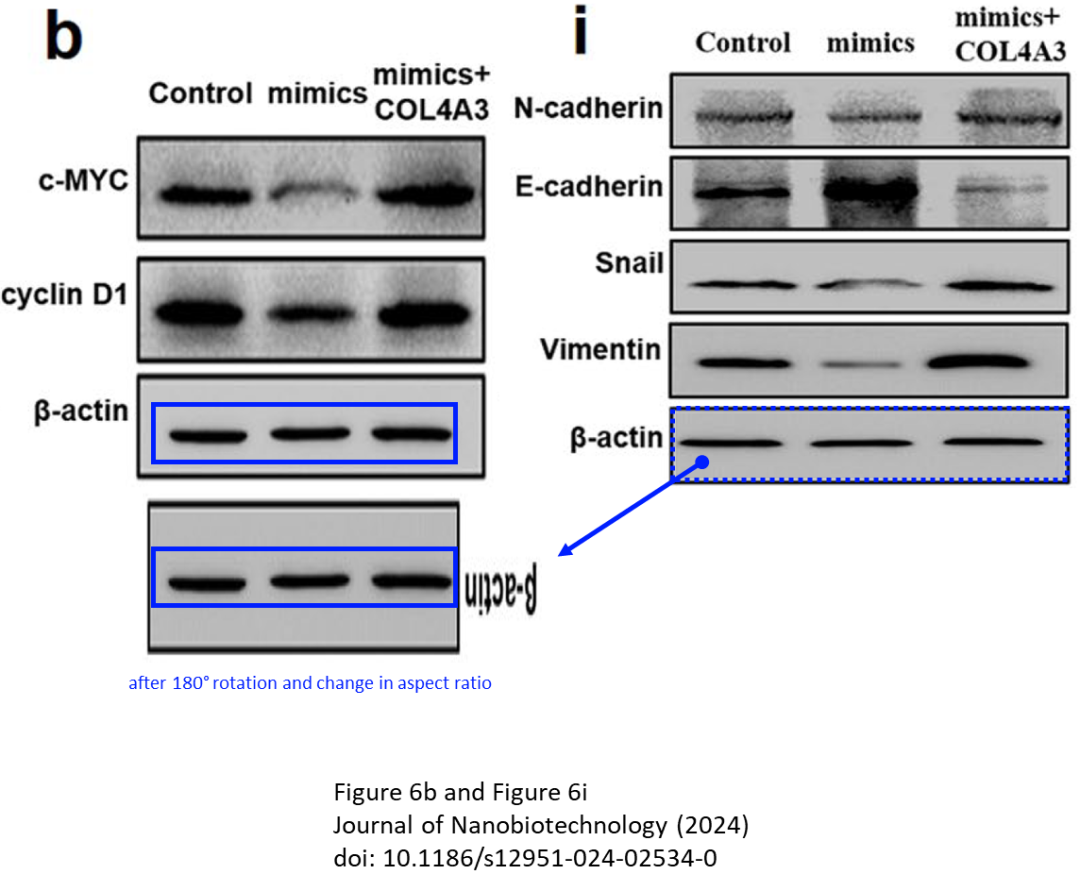 b
Control mimics mimics+
COL4A3
c-MYC
cyclin D1
β-actin
β-actin
after 180° rotation and change in aspect ratio
i
Control mimics mimics+
COL4A3
N-cadherin
E-cadherin
Snail
Vimentin
β-actin
Figure 6b and Figure 6i
Journal of Nanobiotechnology (2024)
doi: 10.1186/s12951-024-02534-0